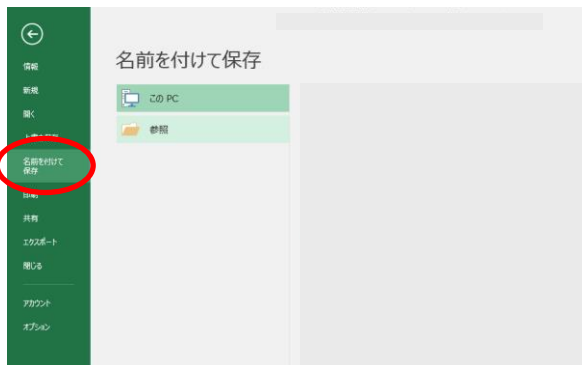 情報
新規
開く
名前を付けて
保存
印刷
共有
エクスポート
閉じる
アカウント
オプション
名前を付けて保存
この PC
参照